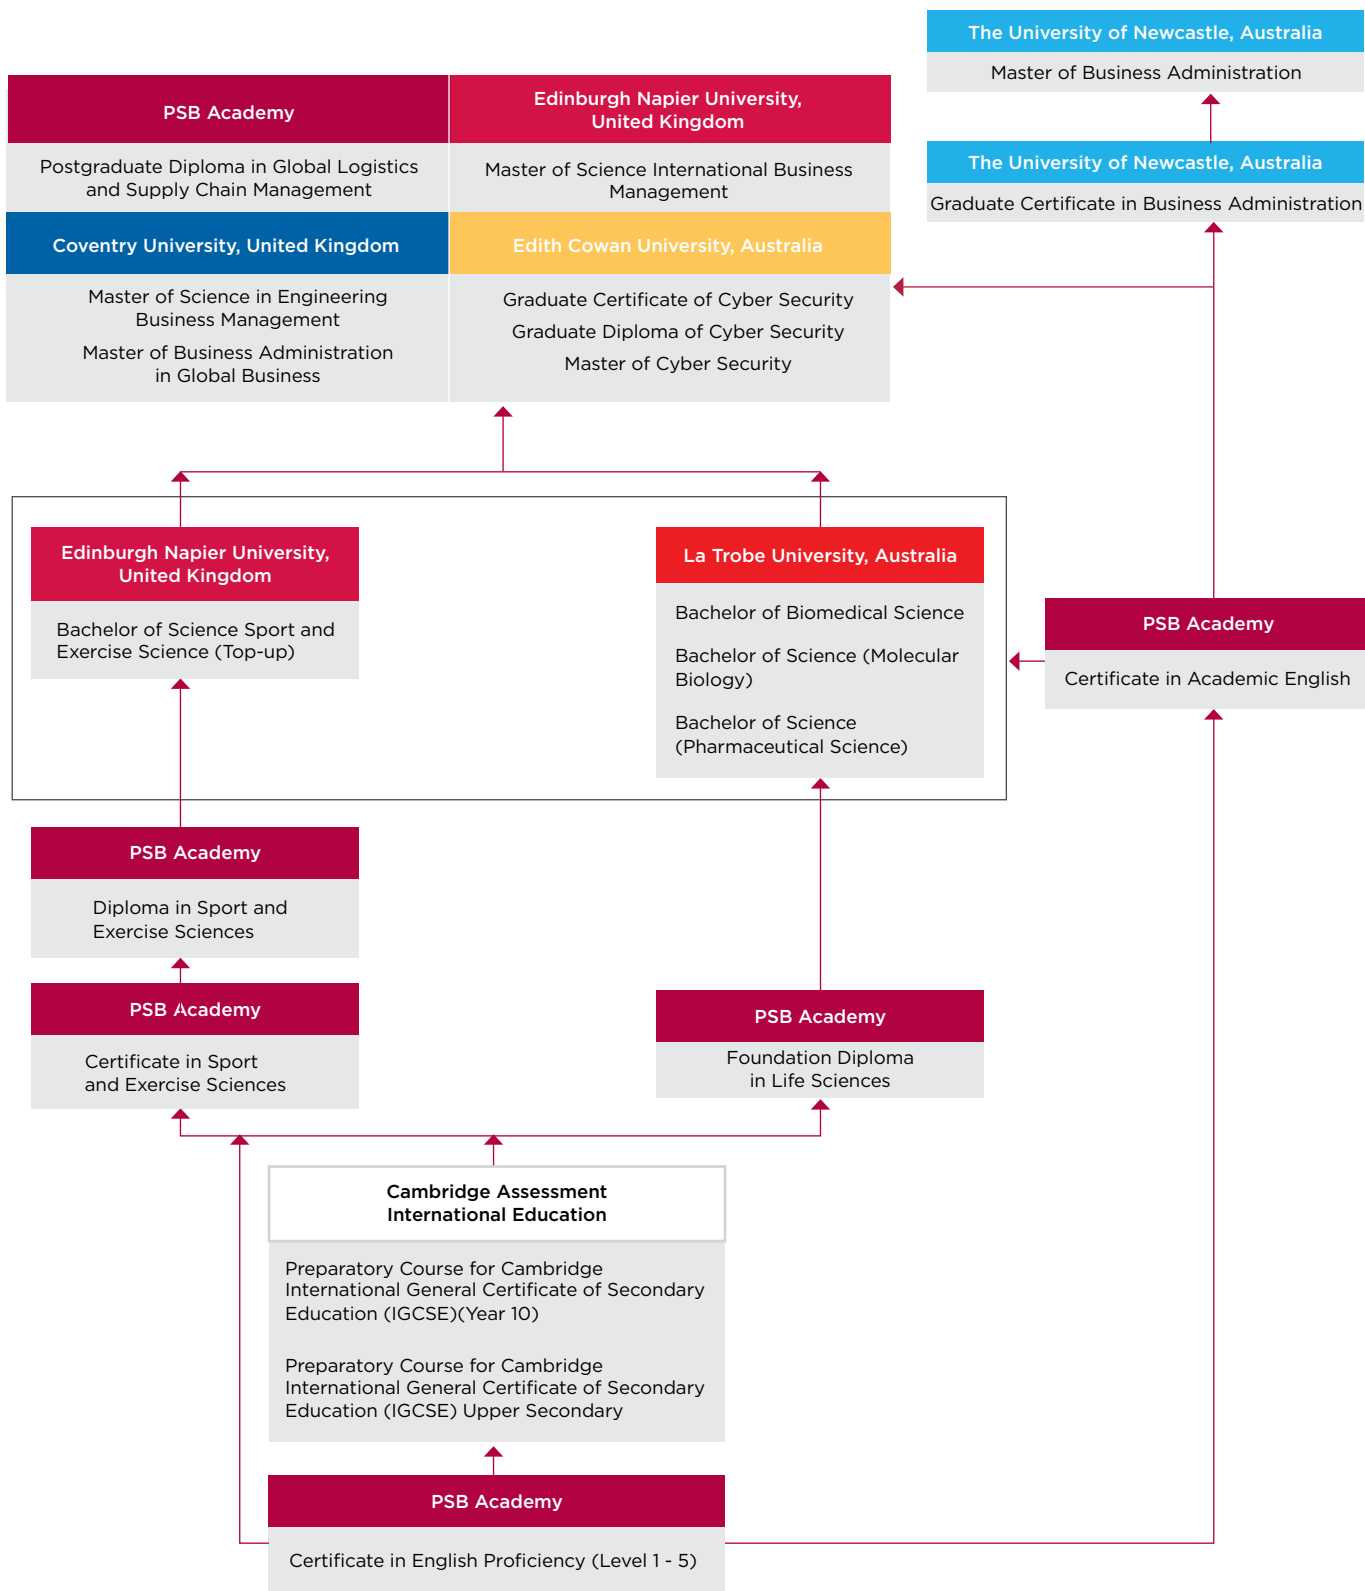 The University of Newcastle, Australia
Master of Business Administration
PSB Academy
Edinburgh Napier University,
United Kingdom
Postgraduate Diploma in Global Logistics
and Supply Chain Management
Master of Science International Business
Management
The University of Newcastle, Australia
Graduate Certificate in Business Administration
Coventry University, United Kingdom
Edith Cowan University, Australia
Master of Science in Engineering
Business Management
Master of Business Administration
in Global Business
Graduate Certificate of Cyber Security
Graduate Diploma of Cyber Security
Master of Cyber Security
Edinburgh Napier University,
United Kingdom
Bachelor of Science Sport and
Exercise Science (Top-up)
La Trobe University, Australia
Bachelor of Biomedical Science
Bachelor of Science (Molecular
Biology)
Bachelor of Science
(Pharmaceutical Science)
PSB Academy
Certificate in Academic English
PSB Academy
Diploma in Sport and
Exercise Sciences
PSB Academy
Certificate in Sport
and Exercise Sciences
PSB Academy
Foundation Diploma
in Life Sciences
Cambridge Assessment
International Education
Preparatory Course for Cambridge
International General Certificate of Secondary
Education (IGCSE)(Year 10)
Preparatory Course for Cambridge
International General Certificate of Secondary
Education (IGCSE) Upper Secondary
PSB Academy
Certificate in English Proficiency (Level 1 - 5)